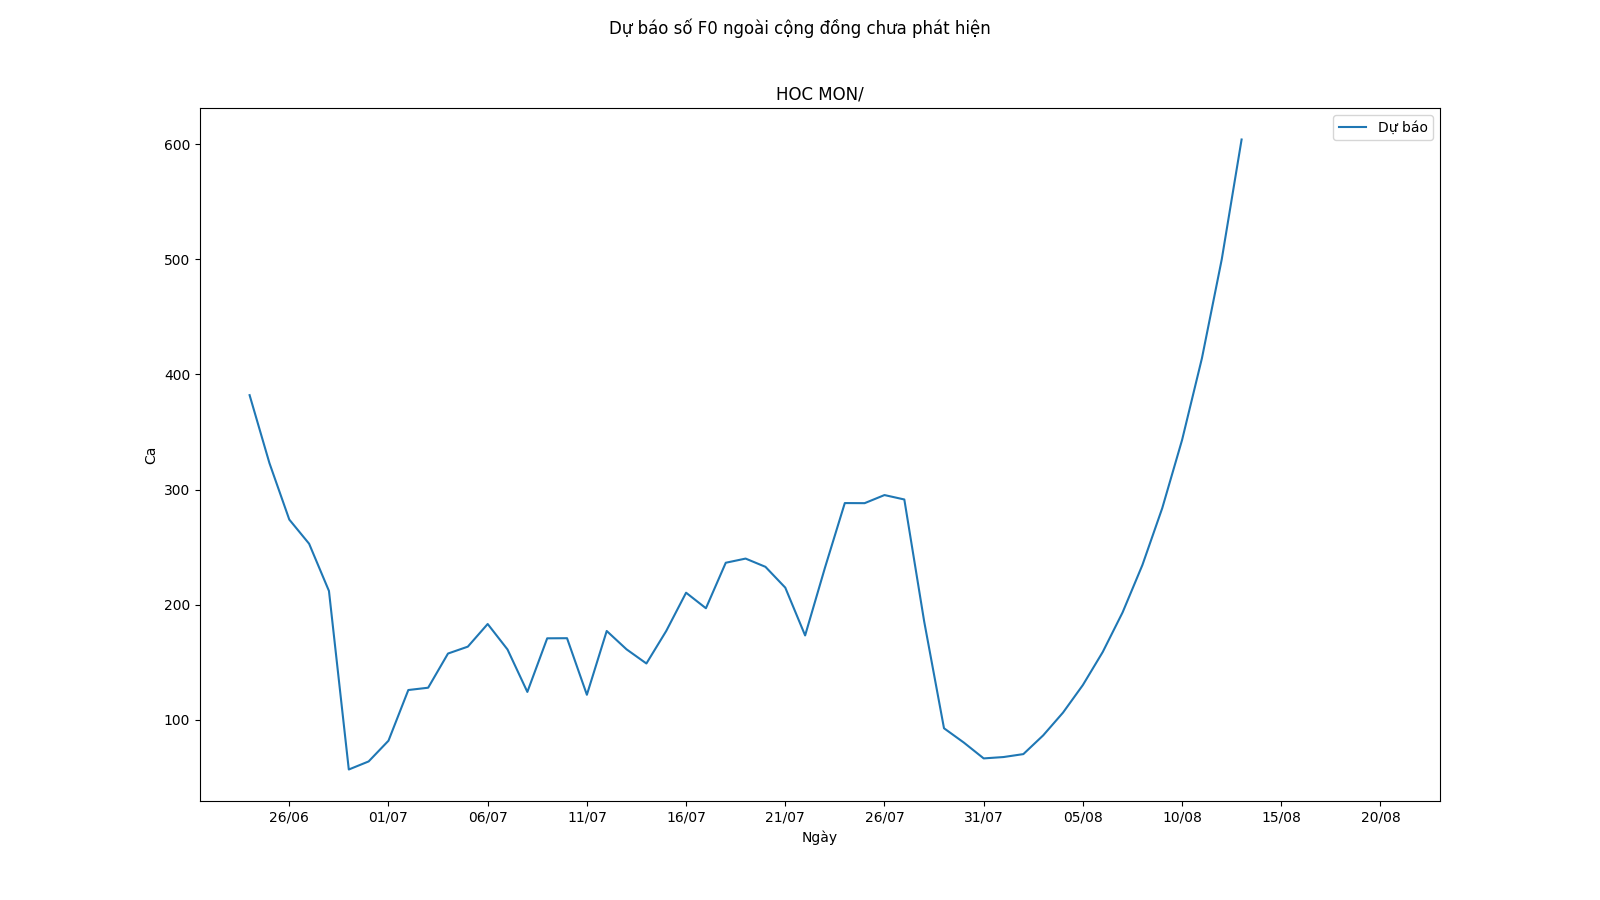 Dự báo số F0 ngoài cộng đồng chưa phát hiện
HOC MON/
Dự báo
600
500
400
300
200
100
Ca
26/06 01/07 06/07 11/07 16/07 21/07 26/07 31/07 05/08 10/08 15/08 20/08
Ngày